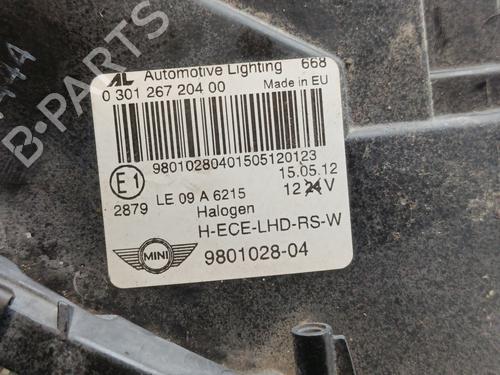 B-PARTS
AL Automotive Lighting 668
0 301 267 204 00 Made in EU
98010280401505120123
15.05.12
E1 LE 09 A 6215 12 24 V
2879 Halogen
H-ECE-LHD-RS-W
MINI 9801028-04